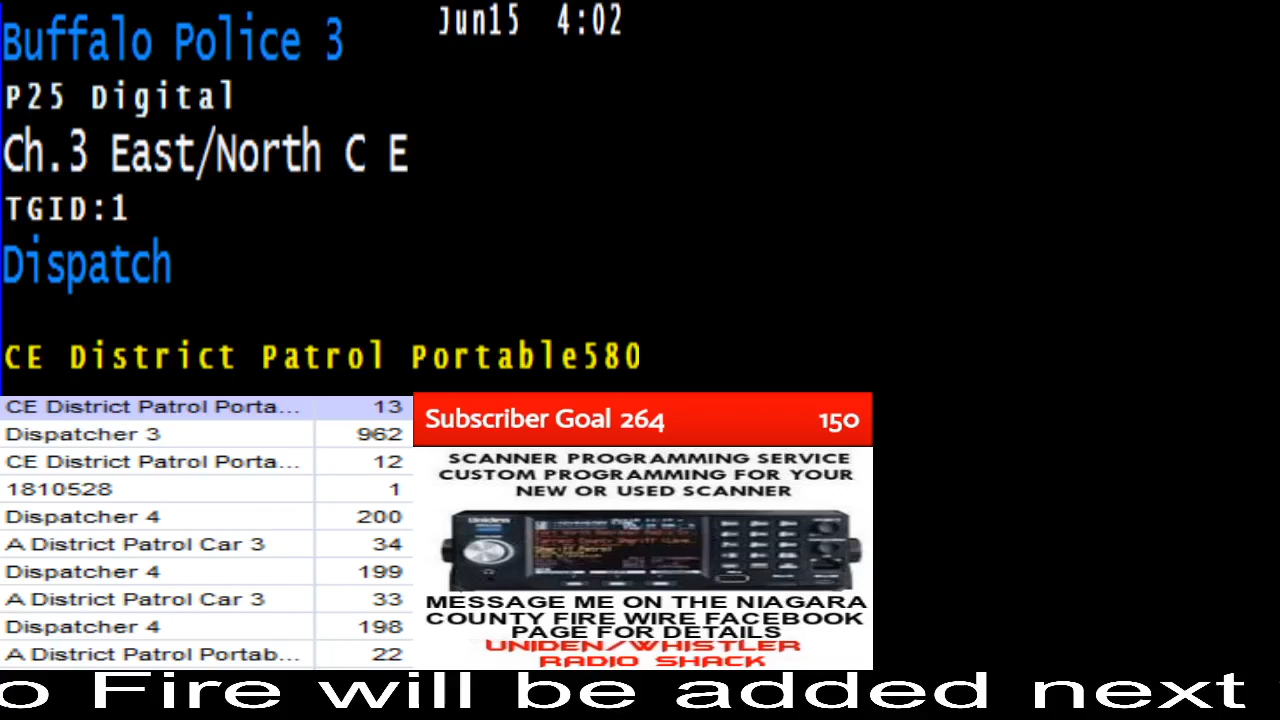 Buffalo Police 3
Jun15 4:02
P25 Digital
Ch.3 East/North C E
TGID:1
Dispatch
CE District Patrol Portable580
CE District Patrol Porta... 13
Dispatcher 3 962
CE District Patrol Porta... 12
1810528 1
Dispatcher 4 200
A District Patrol Car 3 34
Dispatcher 4 199
A District Patrol Car 3 33
Dispatcher 4 198
A District Patrol Portab... 22
Subscriber Goal 264 150
SCANNER PROGRAMMING SERVICE
CUSTOM PROGRAMMING FOR YOUR
NEW OR USED SCANNER
Uniden
MESSAGE ME ON THE NIAGARA
COUNTY FIRE WIRE FACEBOOK
PAGE FOR DETAILS
UNIDEN/WHISTLER
RADIO SHACK
o Fire will be added next